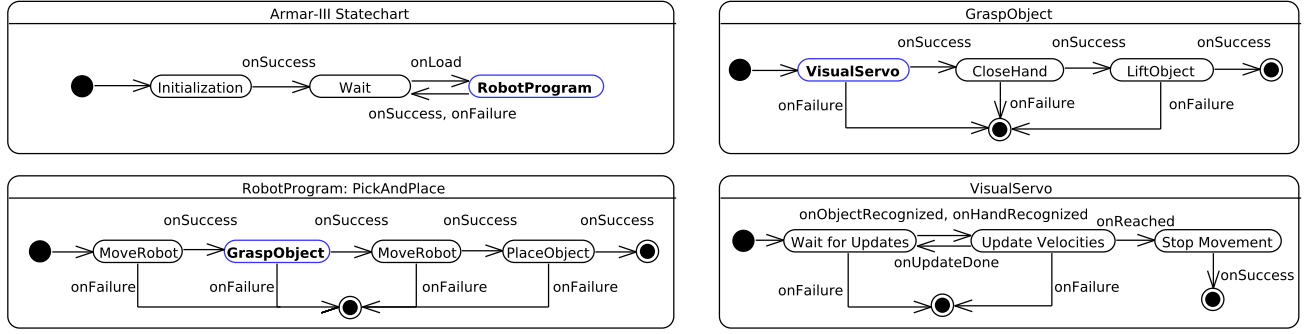 Armar-III Statechart
onSuccess
onLoad
Initialization
Wait
RobotProgram
onSuccess, onFailure
GraspObject
onSuccess
onSuccess
onSuccess
VisualServo
CloseHand
LiftObject
onFailure
onFailure
onFailure
RobotProgram: PickAndPlace
onSuccess
onSuccess
onSuccess
onSuccess
MoveRobot
GraspObject
MoveRobot
PlaceObject
onFailure
onFailure
onFailure
onFailure
VisualServo
onObjectRecognized, onHandRecognized
onReached
Wait for Updates
Update Velocities
Stop Movement
onUpdateDone
onSuccess
onFailure
onFailure